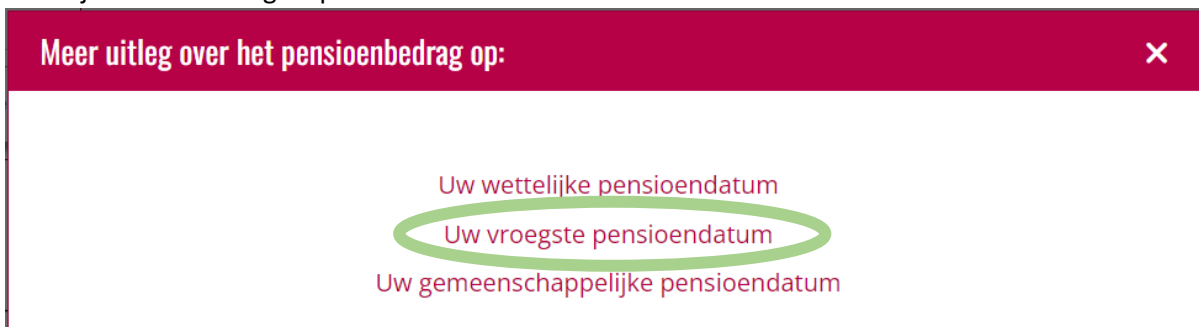 Meer uitleg over het pensioenbedrag op:
Uw wettelijke pensioendatum
Uw vroegste pensioendatum
Uw gemeenschappelijke pensioendatum